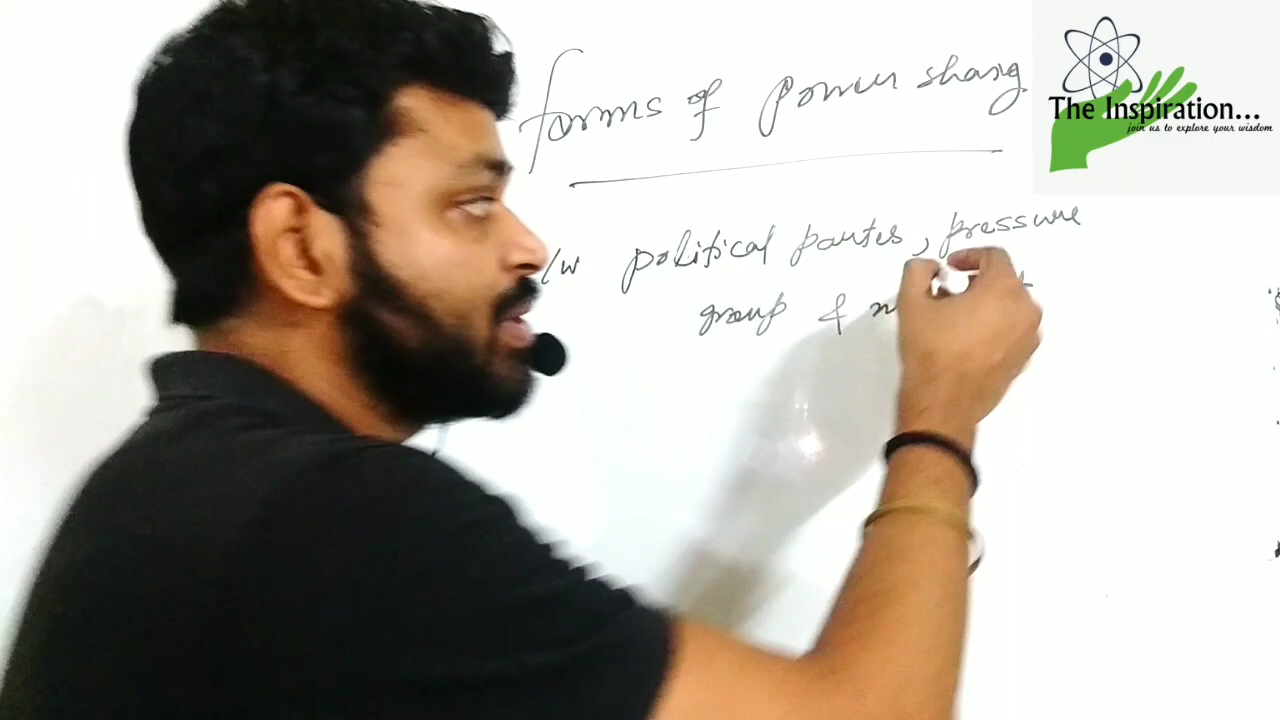 forms of power sharing
/w political parties, pressure
group &
The Inspiration...
join us to explore your wisdom